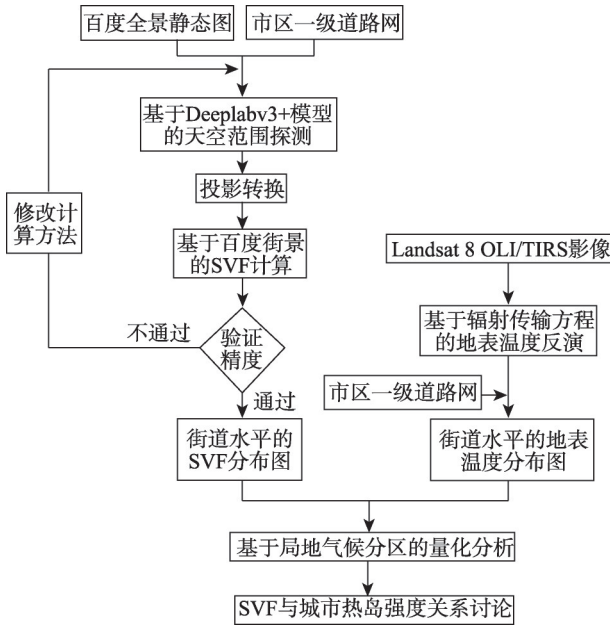 百度全景静态图
市区一级道路网
基于Deeplabv3+模型
的天空范围探测
投影转换
修改计
算方法
基于百度街景
的SVF计算
不通过
验证
精度
通过
街道水平的
SVF分布图
Landsat 8 OLI/TIRS影像
基于辐射传输方程
的地表温度反演
市区一级道路网
街道水平的地表
温度分布图
基于局地气候分区的量化分析
SVF与城市热岛强度关系讨论